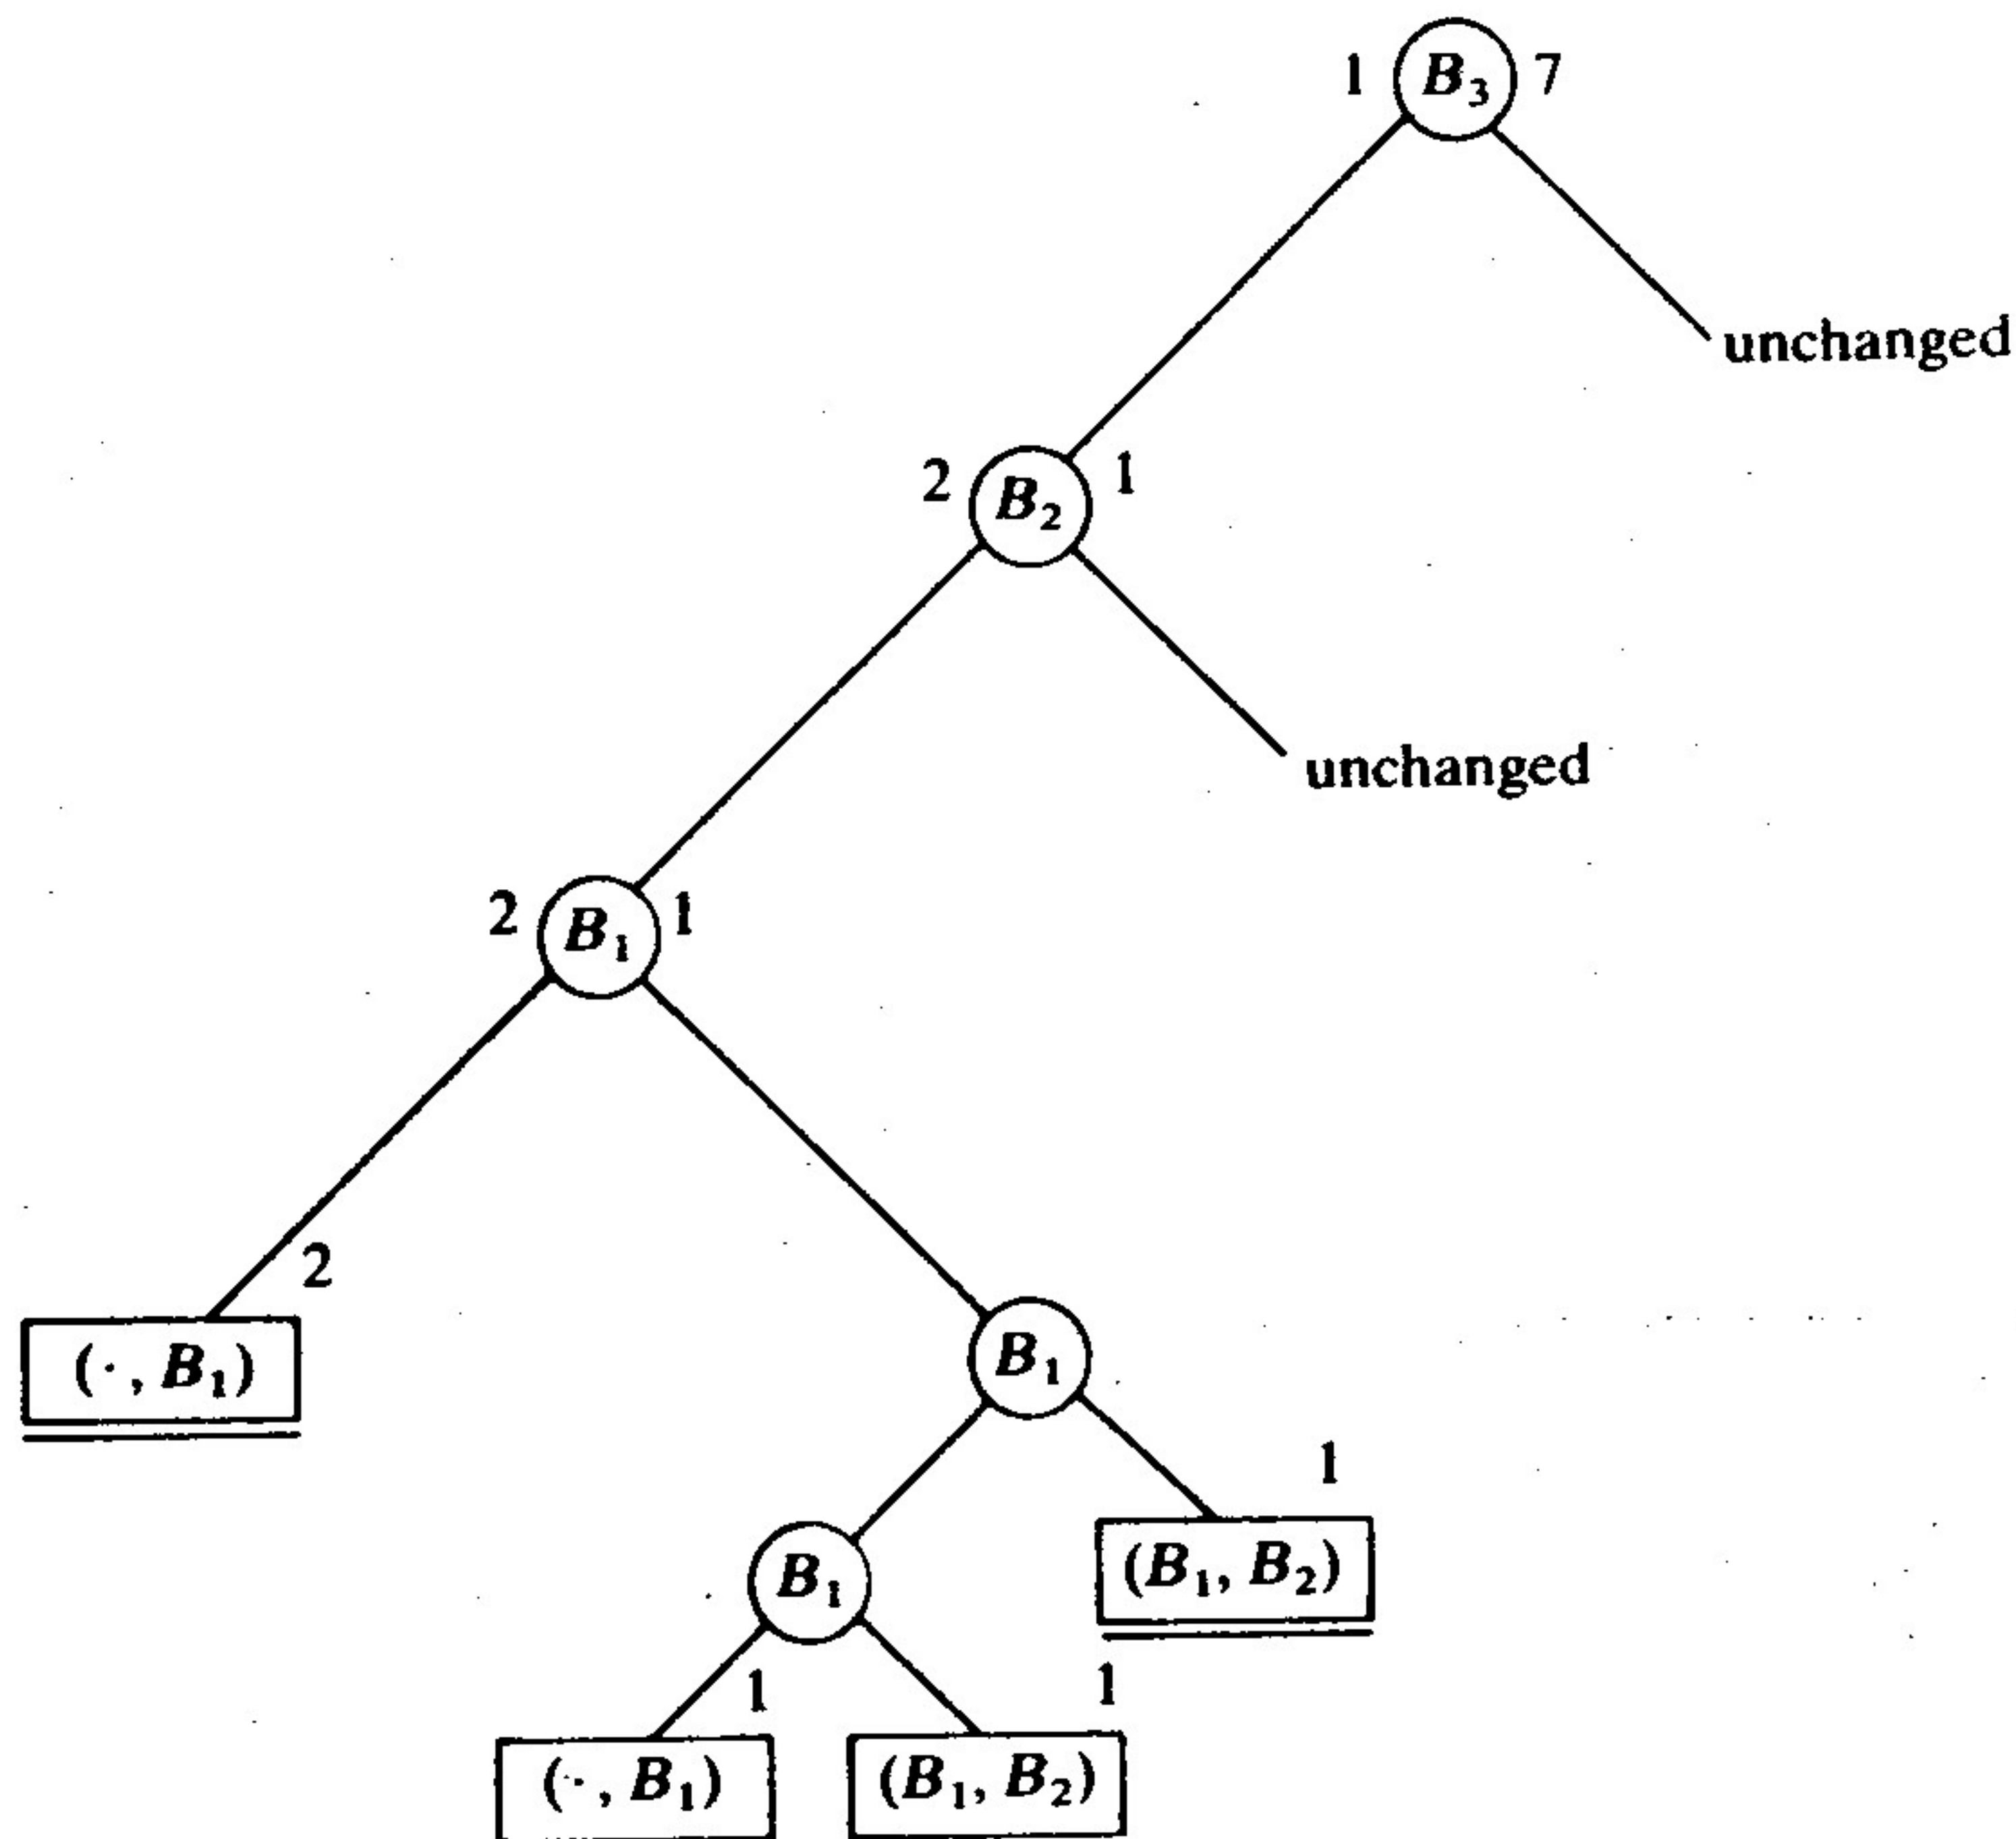 1 B₃ 7
unchanged
2 B₂ 1
unchanged
2 B₁ 1
2
(·, B₁)
B₁
1
(B₁, B₂)
B₁
1 1
(·, B₁) (B₁, B₂)